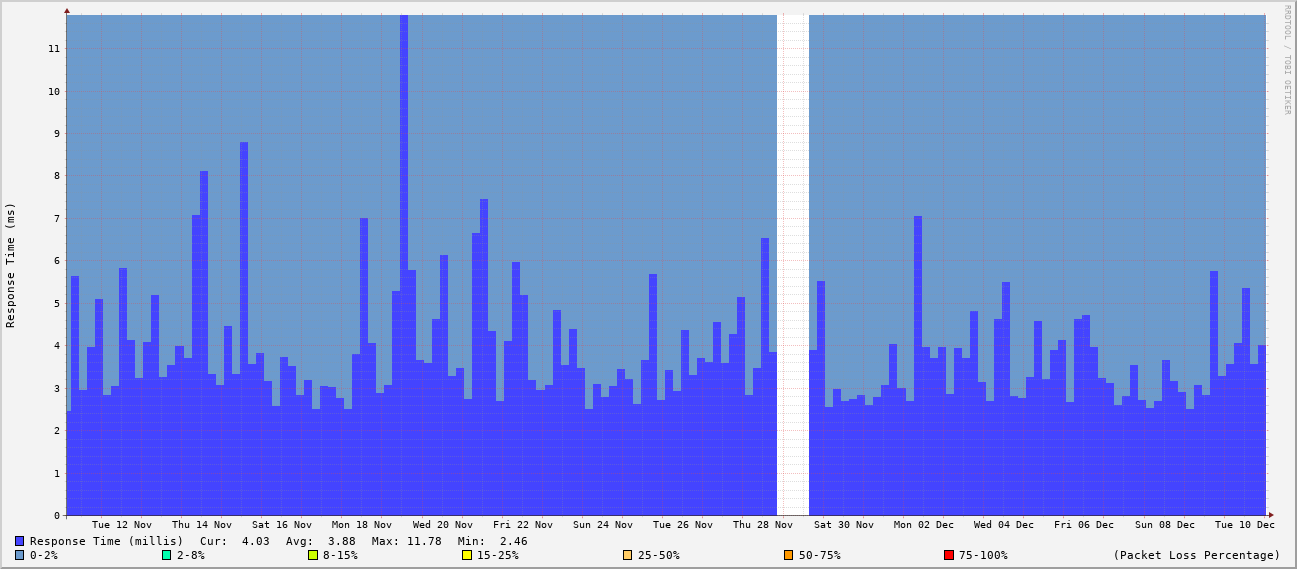 RRDTOOL / TOBI OETIKER
Response Time (ms)
11
10
9
8
7
6
5
4
3
2
1
0
Tue 12 Nov Thu 14 Nov Sat 16 Nov Mon 18 Nov Wed 20 Nov Fri 22 Nov Sun 24 Nov Tue 26 Nov Thu 28 Nov Sat 30 Nov Mon 02 Dec Wed 04 Dec Fri 06 Dec Sun 08 Dec Tue 10 Dec
Response Time (millis) Cur: 4.03 Avg: 3.88 Max: 11.78 Min: 2.46
0-2% 2-8% 8-15% 15-25% 25-50% 50-75% 75-100% (Packet Loss Percentage)